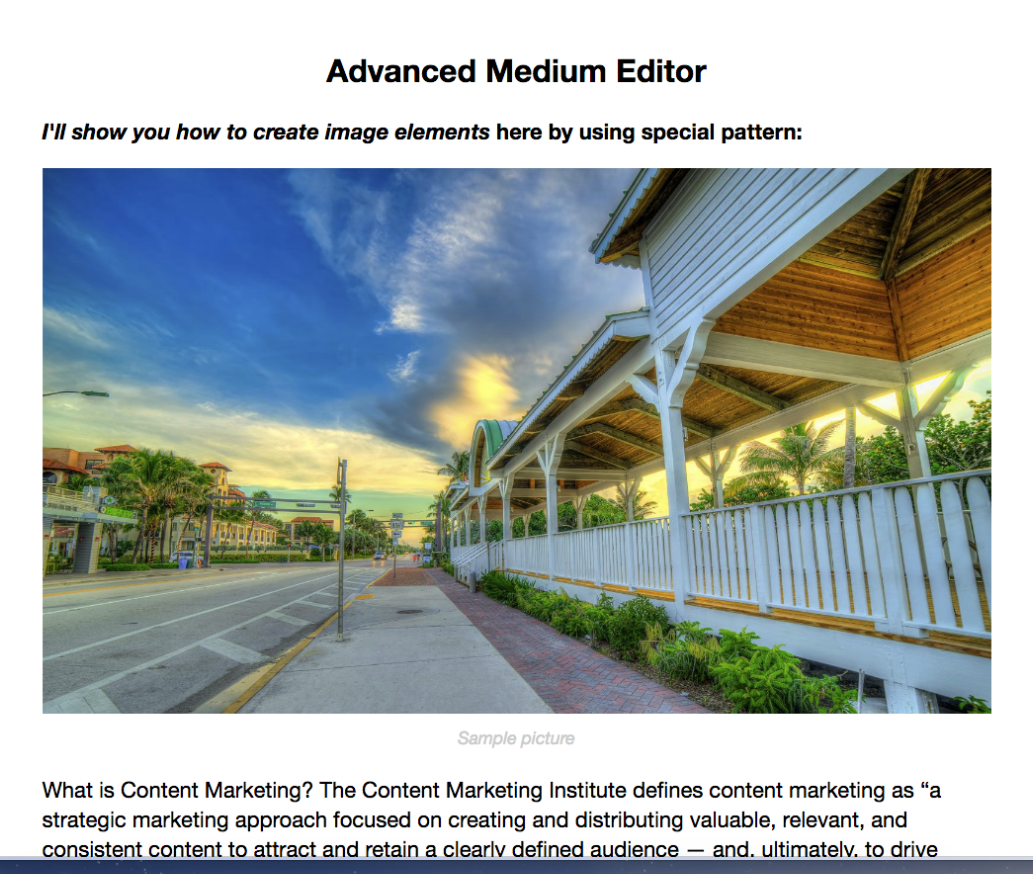 Advanced Medium Editor
I'll show you how to create image elements here by using special pattern:
Sample picture
What is Content Marketing? The Content Marketing Institute defines content marketing as “a
strategic marketing approach focused on creating and distributing valuable, relevant, and
consistent content to attract and retain a clearly defined audience — and, ultimately, to drive